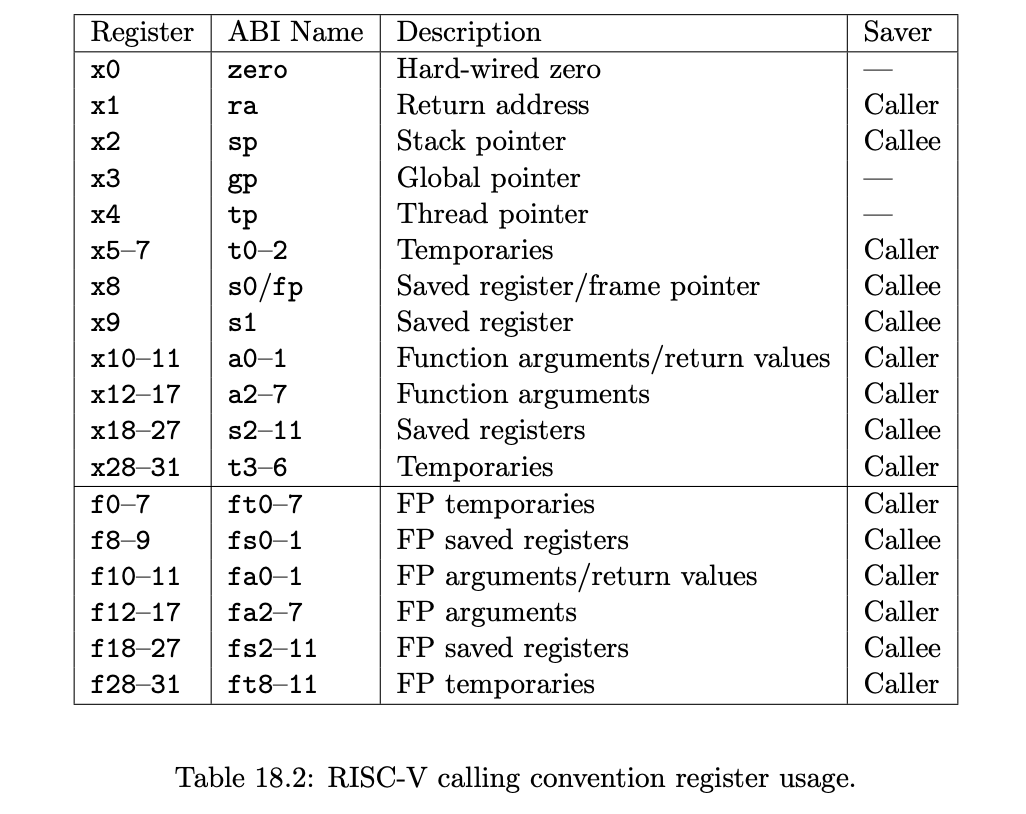 Register ABI Name Description Saver
x0 zero Hard-wired zero —
x1 ra Return address Caller
x2 sp Stack pointer Callee
x3 gp Global pointer —
x4 tp Thread pointer —
x5–7 t0–2 Temporaries Caller
x8 s0/fp Saved register/frame pointer Callee
x9 s1 Saved register Callee
x10–11 a0–1 Function arguments/return values Caller
x12–17 a2–7 Function arguments Caller
x18–27 s2–11 Saved registers Callee
x28–31 t3–6 Temporaries Caller
f0–7 ft0–7 FP temporaries Caller
f8–9 fs0–1 FP saved registers Callee
f10–11 fa0–1 FP arguments/return values Caller
f12–17 fa2–7 FP arguments Caller
f18–27 fs2–11 FP saved registers Callee
f28–31 ft8–11 FP temporaries Caller
Table 18.2: RISC-V calling convention register usage.